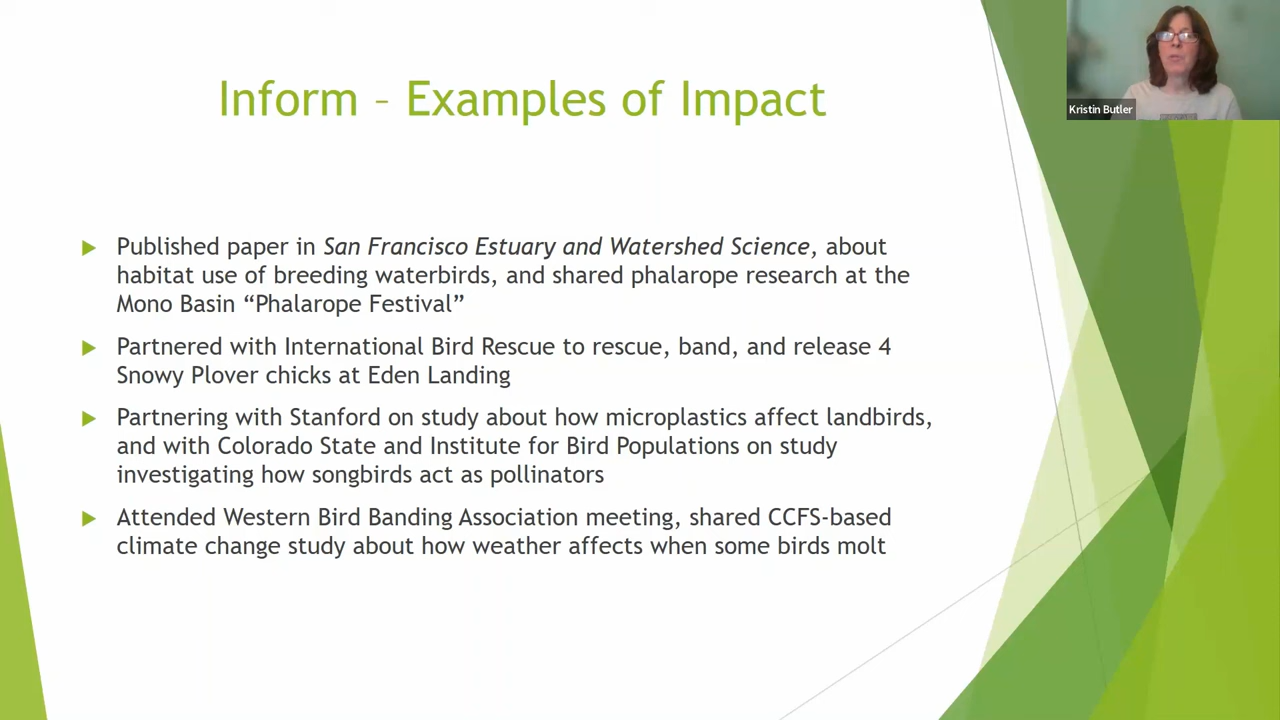 Inform – Examples of Impact
Kristin Butler
Published paper in San Francisco Estuary and Watershed Science, about
habitat use of breeding waterbirds, and shared phalarope research at the
Mono Basin “Phalarope Festival”
Partnered with International Bird Rescue to rescue, band, and release 4
Snowy Plover chicks at Eden Landing
Partnering with Stanford on study about how microplastics affect landbirds,
and with Colorado State and Institute for Bird Populations on study
investigating how songbirds act as pollinators
Attended Western Bird Banding Association meeting, shared CCFS-based
climate change study about how weather affects when some birds molt